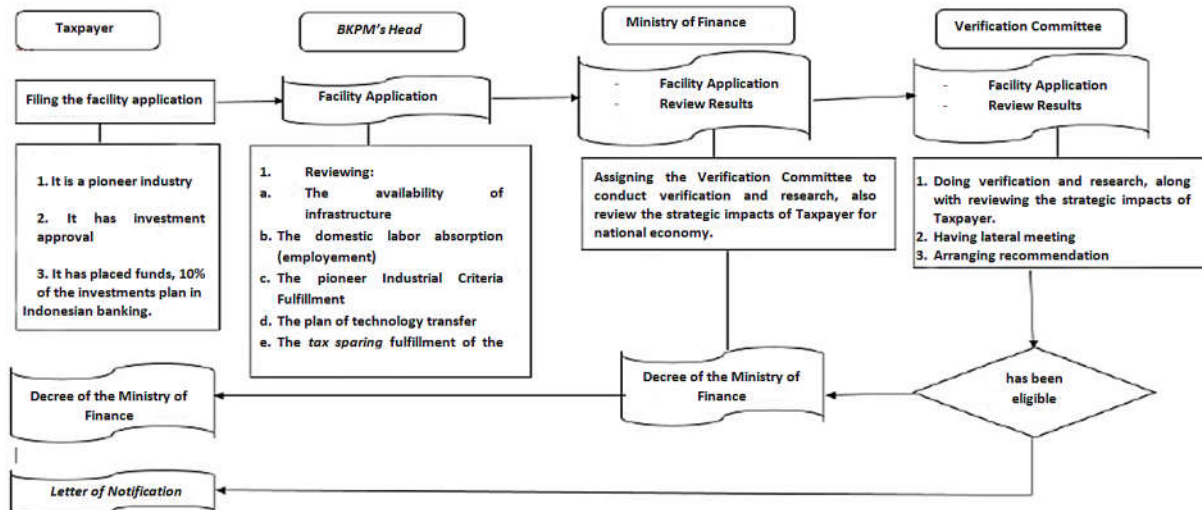 Taxpayer
BKPM's Head
Ministry of Finance
Verification Committee
Filing the facility application
Facility Application
- Facility Application
- Review Results
- Facility Application
- Review Results
1. It is a pioneer industry
2. It has investment
approval
3. It has placed funds, 10%
of the investments plan in
Indonesian banking.
1. Reviewing:
a. The availability of
infrastructure
b. The domestic labor absorption
(employement)
c. The pioneer Industrial Criteria
Fulfillment
d. The plan of technology transfer
e. The tax sparing fulfillment of the
Assigning the Verification Committee to
conduct verification and research, also
review the strategic impacts of Taxpayer for
national economy.
1. Doing verification and research, along
with reviewing the strategic impacts of
Taxpayer.
2. Having lateral meeting
3. Arranging recommendation
Decree of the Ministry of
Finance
Decree of the Ministry of
Finance
has been
eligible
Letter of Notification